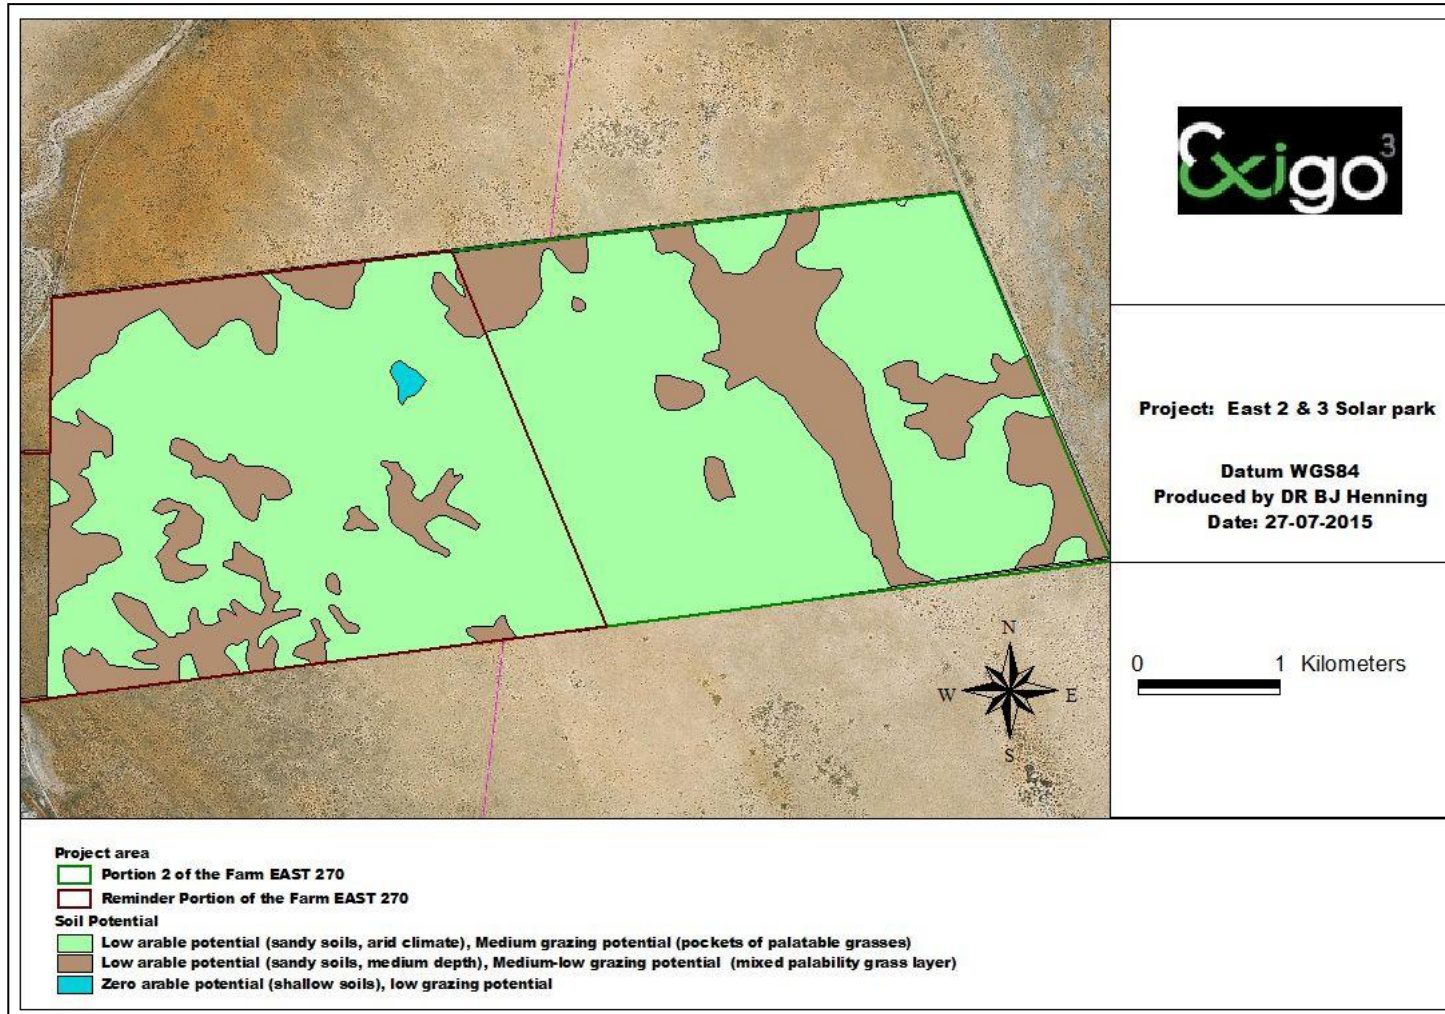 Exigo3
Project: East 2 & 3 Solar park
Datum WGS84
Produced by DR BJ Henning
Date: 27-07-2015
N
W E
S
0 1 Kilometers
Project area
Portion 2 of the Farm EAST 270
Reminder Portion of the Farm EAST 270
Soil Potential
Low arable potential (sandy soils, arid climate), Medium grazing potential (pockets of palatable grasses)
Low arable potential (sandy soils, medium depth), Medium-low grazing potential (mixed palability grass layer)
Zero arable potential (shallow soils), low grazing potential